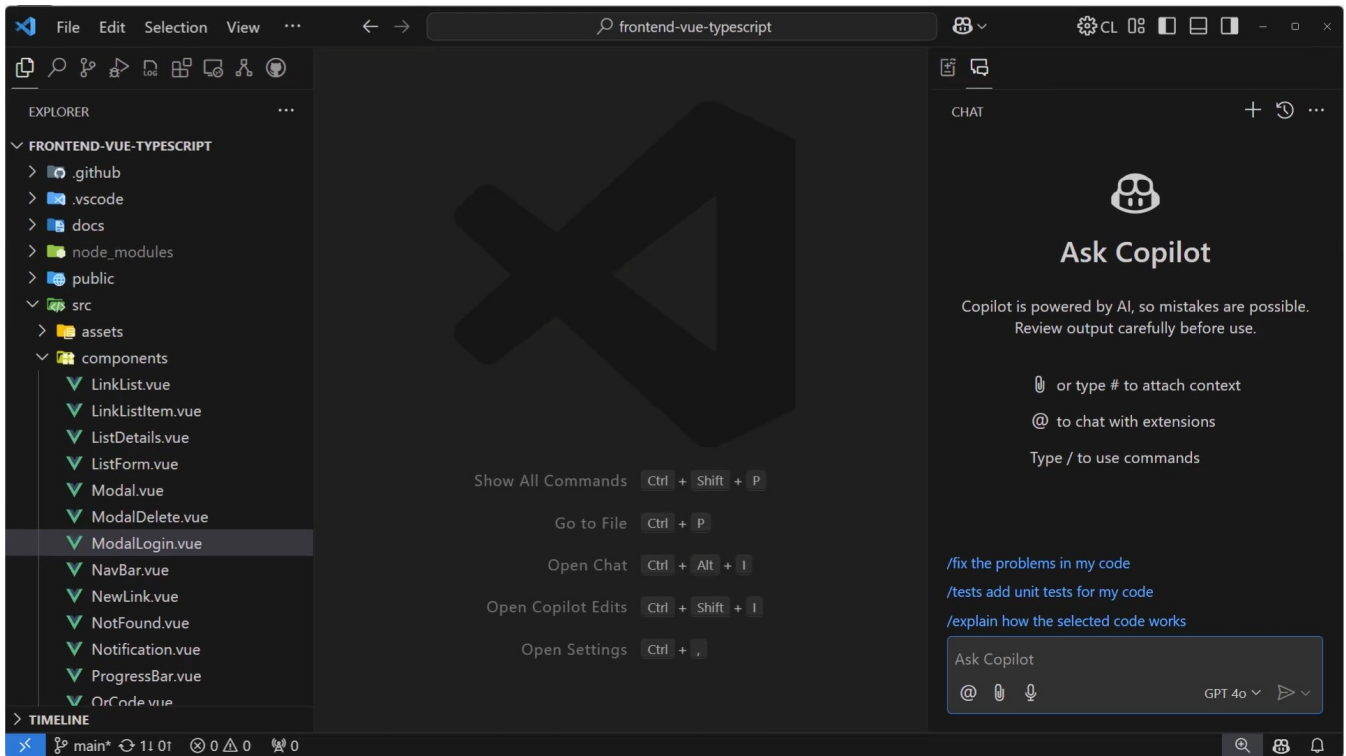 File Edit Selection View ···
frontend-vue-typescript
CL
EXPLORER
FRONTEND-VUE-TYPESCRIPT
.github
.vscode
docs
node_modules
public
src
assets
components
LinkList.vue
LinkListItem.vue
ListDetails.vue
ListForm.vue
Modal.vue
ModalDelete.vue
ModalLogin.vue
NavBar.vue
NewLink.vue
NotFound.vue
Notification.vue
ProgressBar.vue
QrCode.vue
TIMELINE
main* 1↓ 0↑ 0 0 0
Show All Commands Ctrl + Shift + P
Go to File Ctrl + P
Open Chat Ctrl + Alt + I
Open Copilot Edits Ctrl + Shift + I
Open Settings Ctrl + ,
CHAT
Ask Copilot
Copilot is powered by AI, so mistakes are possible.
Review output carefully before use.
or type # to attach context
@ to chat with extensions
Type / to use commands
/fix the problems in my code
/tests add unit tests for my code
/explain how the selected code works
Ask Copilot
@ GPT 4o